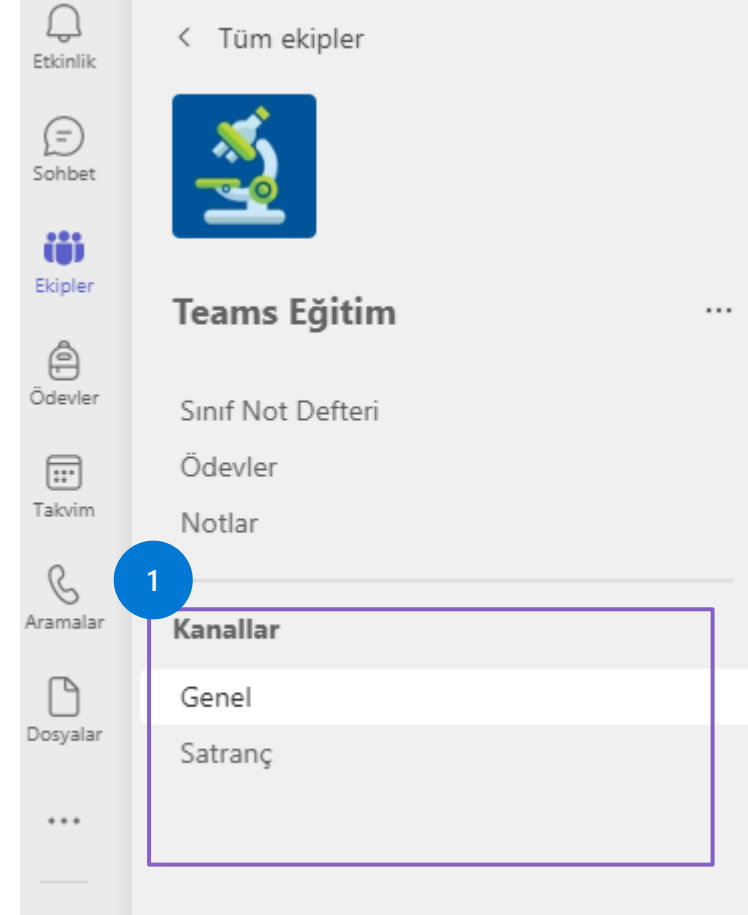 Etkinlik
Sohbet
Ekipler
Ödevler
Takvim
Aramalar
Dosyalar
Tüm ekipler
Teams Eğitim
Sınıf Not Defteri
Ödevler
Notlar
1
Kanallar
Genel
Satranç